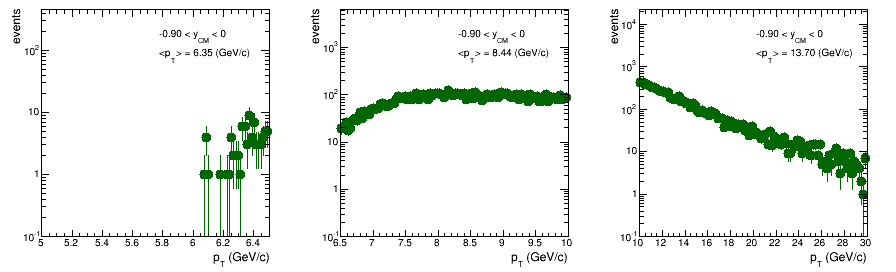 events
-0.90 < y_CM < 0
<p_T> = 6.35 (GeV/c)
10^2
10
1
10^-1
5 5.2 5.4 5.6 5.8 6 6.2 6.4
p_T (GeV/c)
events
-0.90 < y_CM < 0
<p_T> = 8.44 (GeV/c)
10^3
10^2
10
1
10^-1
6.5 7 7.5 8 8.5 9 9.5 10
p_T (GeV/c)
events
-0.90 < y_CM < 0
<p_T> = 13.70 (GeV/c)
10^4
10^3
10^2
10
1
10^-1
10 12 14 16 18 20 22 24 26 28 30
p_T (GeV/c)